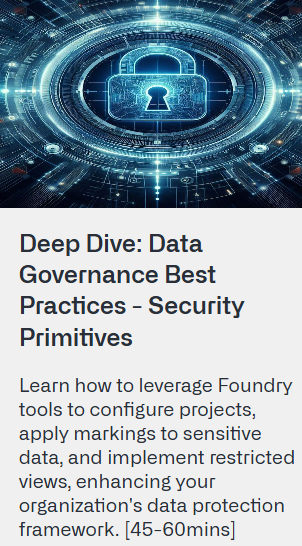 Deep Dive: Data
Governance Best
Practices - Security
Primitives
Learn how to leverage Foundry
tools to configure projects,
apply markings to sensitive
data, and implement restricted
views, enhancing your
organization's data protection
framework. [45-60mins]